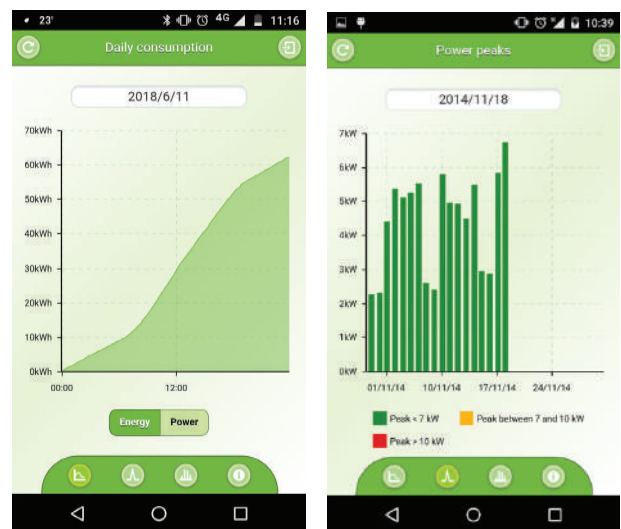 23°
4G
11:16
Daily consumption
2018/6/11
70kWh
60kWh
50kWh
40kWh
30kWh
20kWh
10kWh
0kWh
00:00
12:00
Energy
Power
10:39
Power peaks
2014/11/18
7kW
6kW
5kW
4kW
3kW
2kW
1kW
0kW
01/11/14
10/11/14
17/11/14
24/11/14
Peak < 7 kW
Peak between 7 and 10 kW
Peak > 10 kW